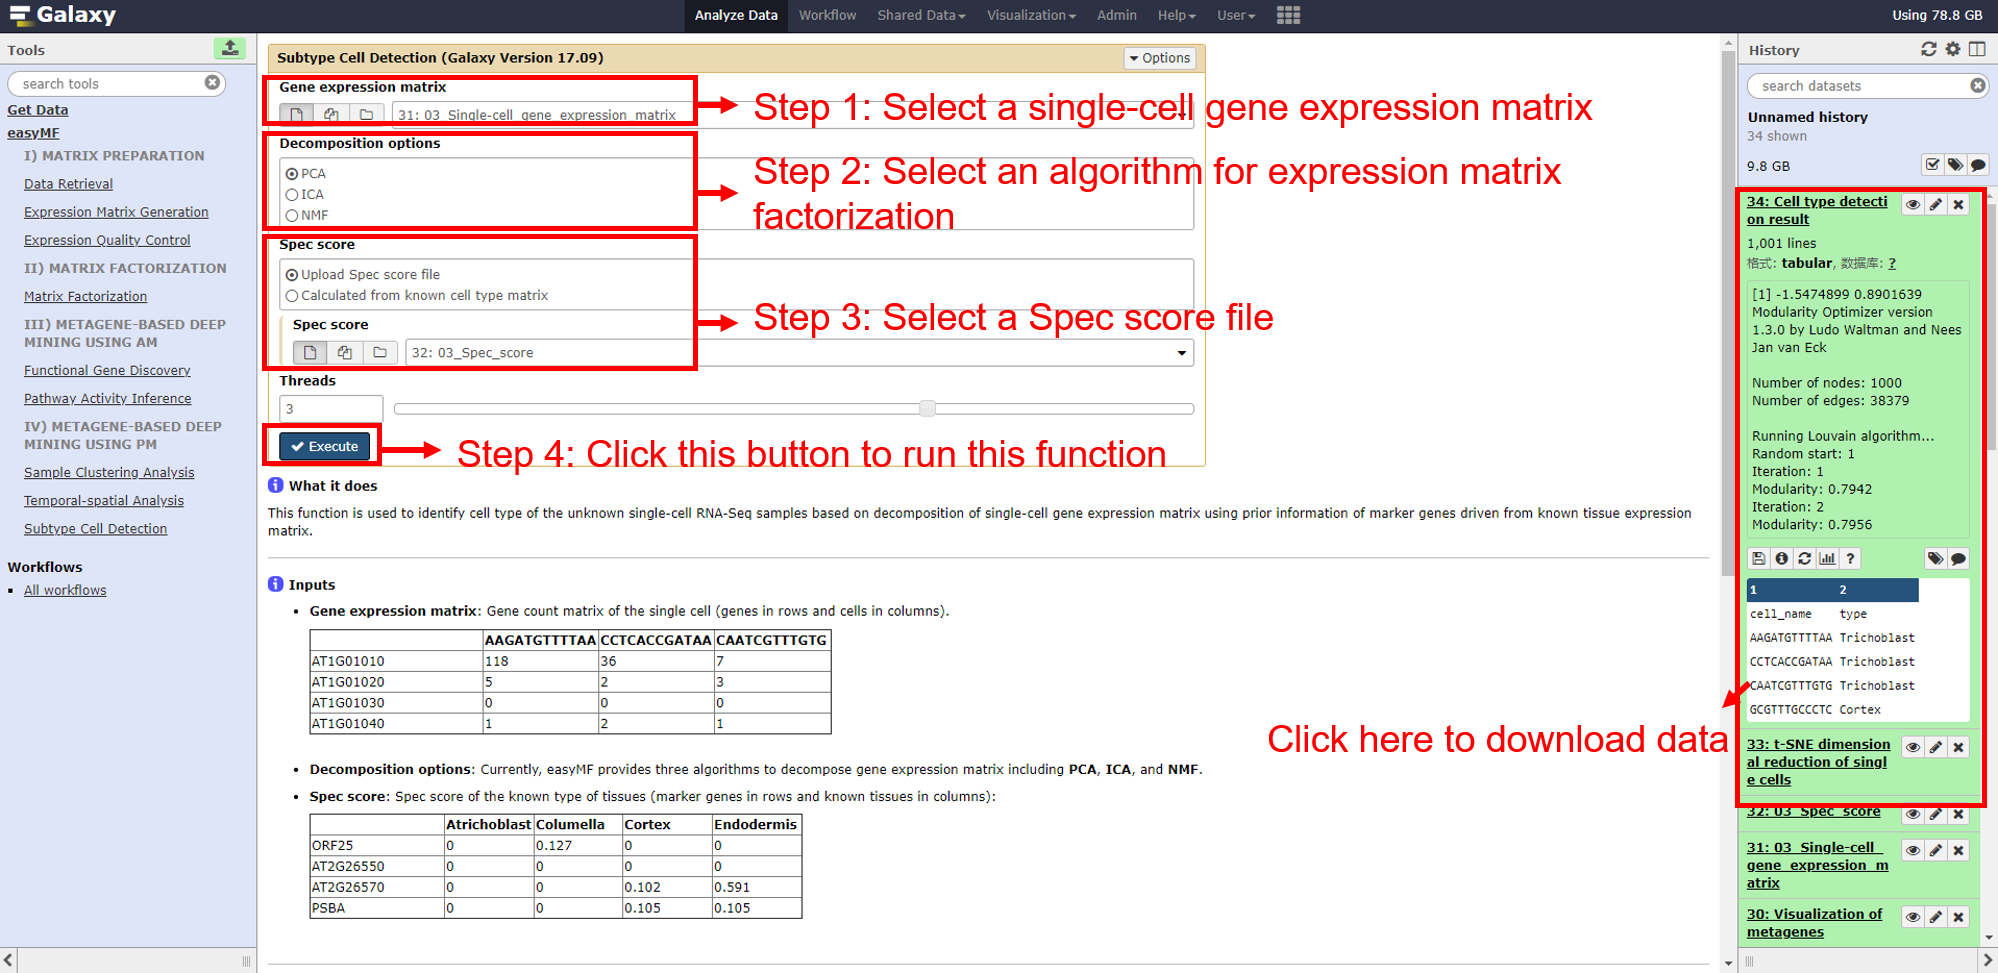 Galaxy
Analyze Data Workflow Shared Data Visualization Admin Help User
Using 78.8 GB
Tools
search tools
Get Data
easyMF
I) MATRIX PREPARATION
Data Retrieval
Expression Matrix Generation
Expression Quality Control
II) MATRIX FACTORIZATION
Matrix Factorization
III) METAGENE-BASED DEEP
MINING USING AM
Functional Gene Discovery
Pathway Activity Inference
IV) METAGENE-BASED DEEP
MINING USING PM
Sample Clustering Analysis
Temporal-spatial Analysis
Subtype Cell Detection
Workflows
All workflows
Subtype Cell Detection (Galaxy Version 17.09)
Options
Gene expression matrix
31: 03_Single-cell_gene_expression_matrix
Step 1: Select a single-cell gene expression matrix
Decomposition options
PCA
ICA
NMF
Step 2: Select an algorithm for expression matrix
factorization
Spec score
Upload Spec score file
Calculated from known cell type matrix
Spec score
32: 03_Spec_score
Step 3: Select a Spec score file
Threads
3
Execute
Step 4: Click this button to run this function
What it does
This function is used to identify cell type of the unknown single-cell RNA-Seq samples based on decomposition of single-cell gene expression matrix using prior information of marker genes driven from known tissue expression
matrix.
Inputs
• Gene expression matrix: Gene count matrix of the single cell (genes in rows and cells in columns).
AAGATGTTTTAA CCTCACCGATAA CAATCGTTTGTG
AT1G01010 118 36 7
AT1G01020 5 2 3
AT1G01030 0 0 0
AT1G01040 1 2 1
• Decomposition options: Currently, easyMF provides three algorithms to decompose gene expression matrix including PCA, ICA, and NMF.
• Spec score: Spec score of the known type of tissues (marker genes in rows and known tissues in columns):
Atrichoblast Columella Cortex Endodermis
ORF25 0 0.127 0 0
AT2G26550 0 0 0 0
AT2G26570 0 0 0.102 0.591
PSBA 0 0 0.105 0.105
Click here to download data
History
search datasets
Unnamed history
34 shown
9.8 GB
34: Cell type detecti
on result
1,001 lines
格式: tabular, 数据库: ?
[1] -1.5474899 0.8901639
Modularity Optimizer version
1.3.0 by Ludo Waltman and Nees
Jan van Eck
Number of nodes: 1000
Number of edges: 38379
Running Louvain algorithm...
Random start: 1
Iteration: 1
Modularity: 0.7942
Iteration: 2
Modularity: 0.7956
1 2
cell_name type
AAGATGTTTTAA Trichoblast
CCTCACCGATAA Trichoblast
CAATCGTTTGTG Trichoblast
GCGTTTGCCCTC Cortex
33: t-SNE dimension
al reduction of singl
e cells
32: 03_Spec_score
31: 03_Single-cell_
gene_expression_m
atrix
30: Visualization of
metagenes